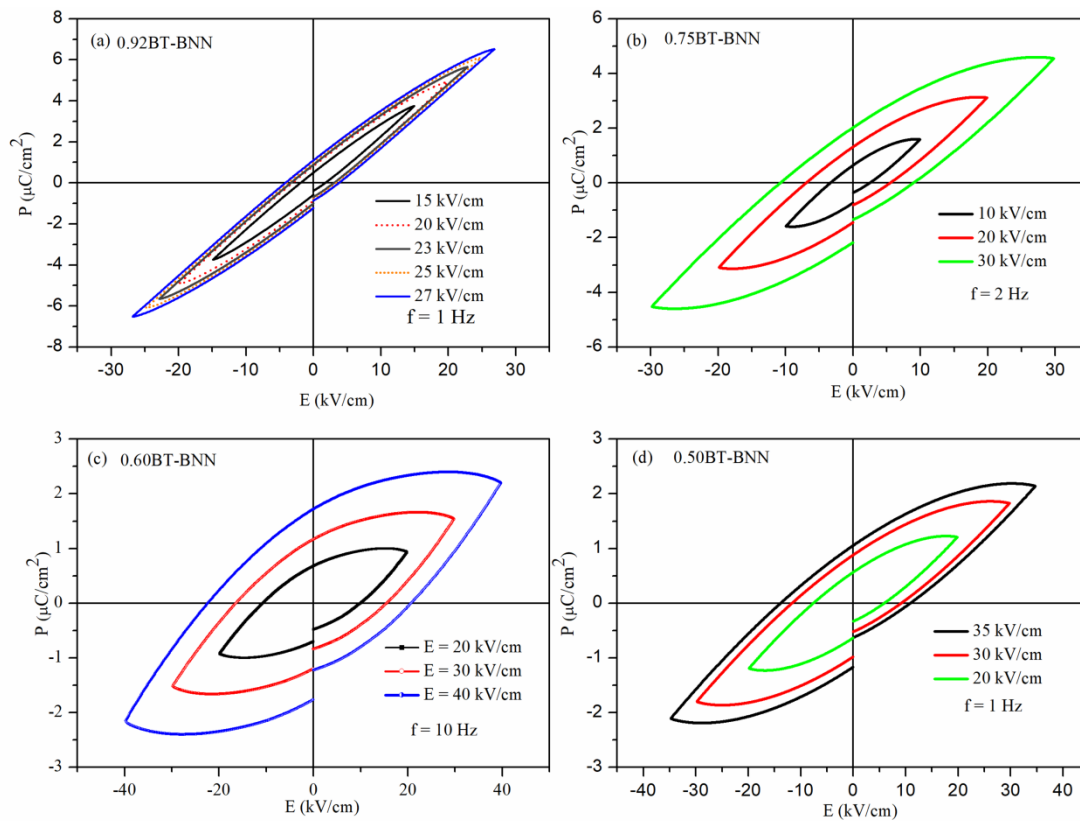 (a) 0.92BT-BNN
8
6
4
2
0
-2
-4
-6
-8
P (μC/cm²)
15 kV/cm
20 kV/cm
23 kV/cm
25 kV/cm
27 kV/cm
f = 1 Hz
-30 -20 -10 0 10 20 30
E (kV/cm)
(b) 0.75BT-BNN
6
4
2
0
-2
-4
-6
P (μC/cm²)
10 kV/cm
20 kV/cm
30 kV/cm
f = 2 Hz
-30 -20 -10 0 10 20 30
E (kV/cm)
(c) 0.60BT-BNN
3
2
1
0
-1
-2
-3
P (μC/cm²)
E = 20 kV/cm
E = 30 kV/cm
E = 40 kV/cm
f = 10 Hz
-40 -20 0 20 40
E (kV/cm)
(d) 0.50BT-BNN
3
2
1
0
-1
-2
-3
P (μC/cm²)
35 kV/cm
30 kV/cm
20 kV/cm
f = 1 Hz
-40 -30 -20 -10 0 10 20 30 40
E (kV/cm)